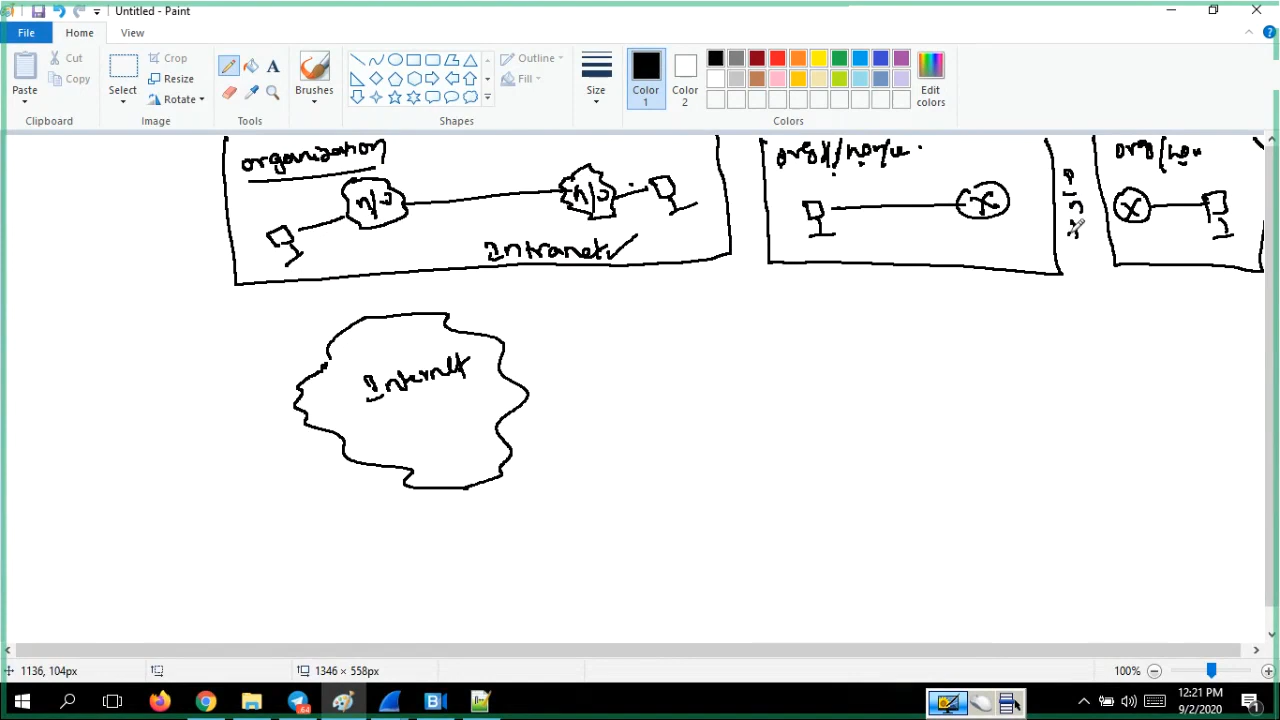 Untitled - Paint
File
Home
View
Paste
Cut
Copy
Clipboard
Select
Crop
Resize
Rotate
Image
A
Tools
Brushes
Outline
Fill
Shapes
Size
Color
1
Color
2
Edit
colors
Colors
organization
n/w
n/w
Intranet
X
X
Internet
1136, 104px
1346 × 558px
100%
64
B
12:21 PM
9/2/2020
1